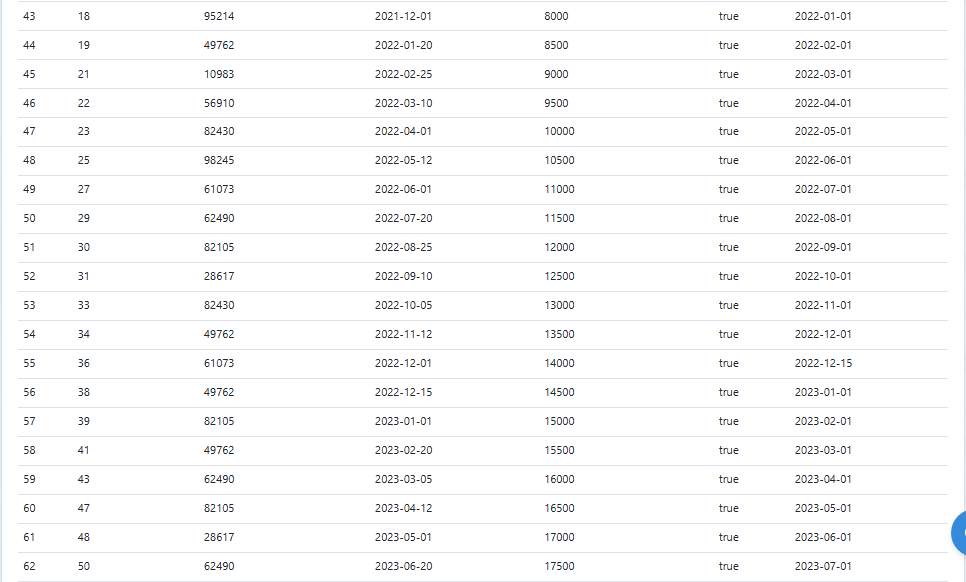 43 18 95214 2021-12-01 8000 true 2022-01-01
44 19 49762 2022-01-20 8500 true 2022-02-01
45 21 10983 2022-02-25 9000 true 2022-03-01
46 22 56910 2022-03-10 9500 true 2022-04-01
47 23 82430 2022-04-01 10000 true 2022-05-01
48 25 98245 2022-05-12 10500 true 2022-06-01
49 27 61073 2022-06-01 11000 true 2022-07-01
50 29 62490 2022-07-20 11500 true 2022-08-01
51 30 82105 2022-08-25 12000 true 2022-09-01
52 31 28617 2022-09-10 12500 true 2022-10-01
53 33 82430 2022-10-05 13000 true 2022-11-01
54 34 49762 2022-11-12 13500 true 2022-12-01
55 36 61073 2022-12-01 14000 true 2022-12-15
56 38 49762 2022-12-15 14500 true 2023-01-01
57 39 82105 2023-01-01 15000 true 2023-02-01
58 41 49762 2023-02-20 15500 true 2023-03-01
59 43 62490 2023-03-05 16000 true 2023-04-01
60 47 82105 2023-04-12 16500 true 2023-05-01
61 48 28617 2023-05-01 17000 true 2023-06-01
62 50 62490 2023-06-20 17500 true 2023-07-01